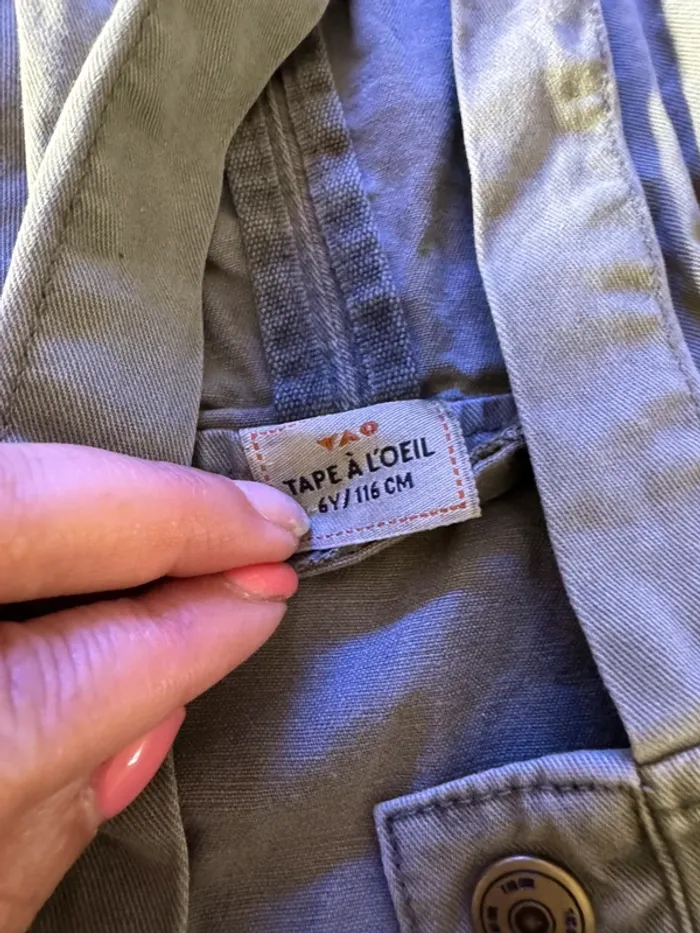 TAO
TAPE À L'OEIL
6Y/116 CM